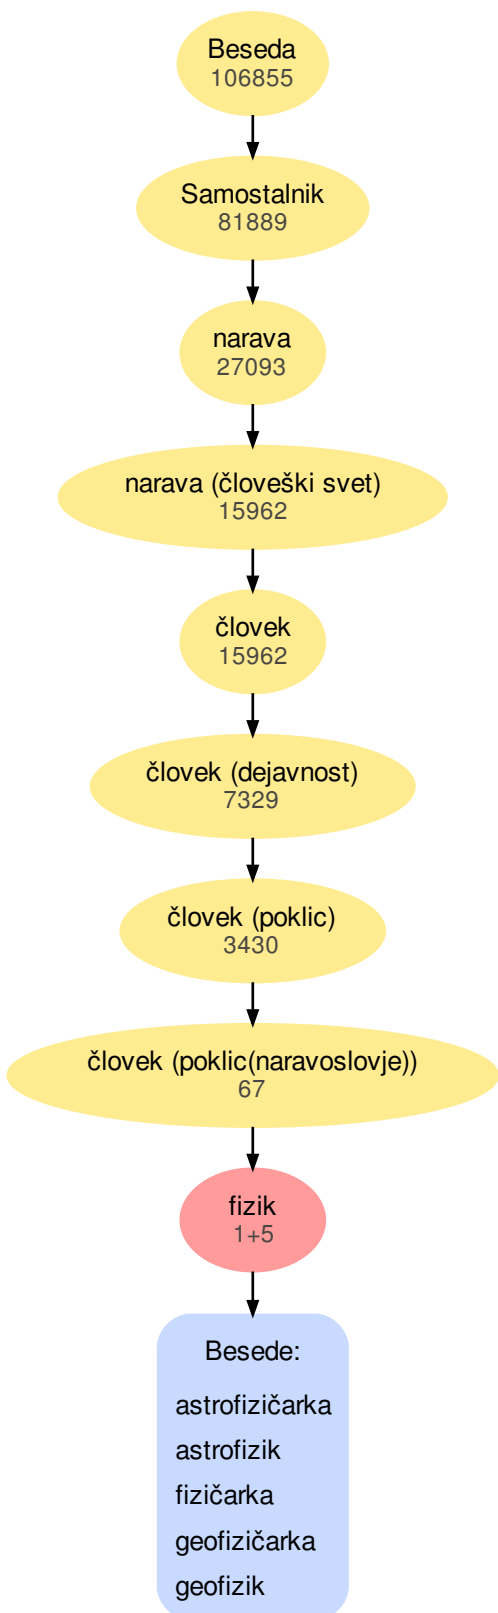 Beseda
106855
Samostalnik
81889
narava
27093
narava (človeški svet)
15962
človek
15962
človek (dejavnost)
7329
človek (poklic)
3430
človek (poklic(naravoslovje))
67
fizik
1+5
Besede:
astrofizičarka
astrofizik
fizičarka
geofizičarka
geofizik